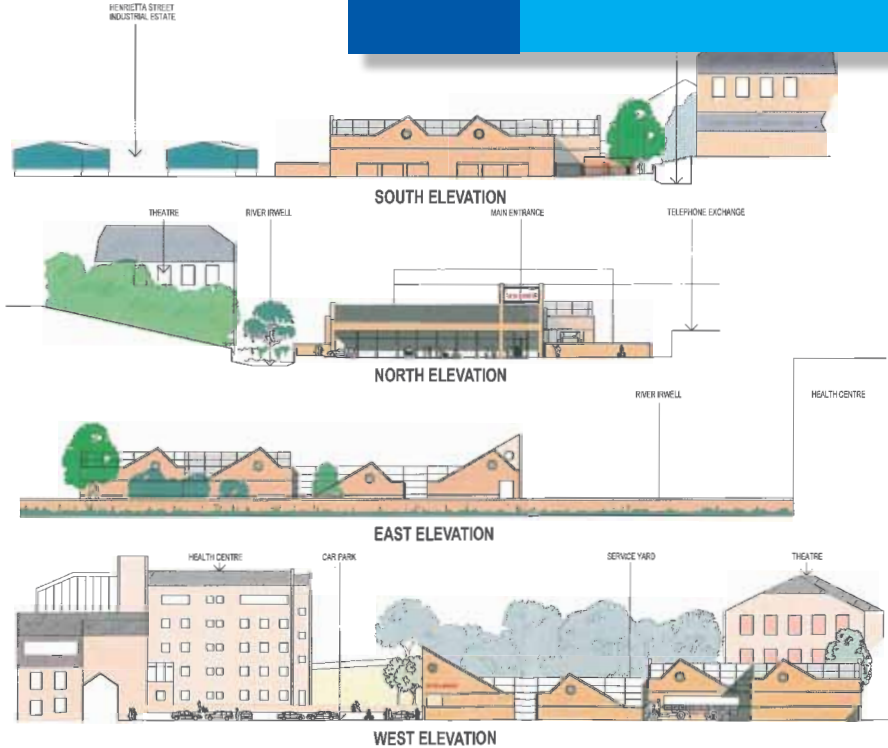 HENRIETTA STREET
INDUSTRIAL ESTATE
SOUTH ELEVATION
THEATRE
RIVER IRWELL
MAIN ENTRANCE
TELEPHONE EXCHANGE
NORTH ELEVATION
RIVER IRWELL
HEALTH CENTRE
EAST ELEVATION
HEALTH CENTRE
CAR PARK
SERVICE YARD
THEATRE
WEST ELEVATION